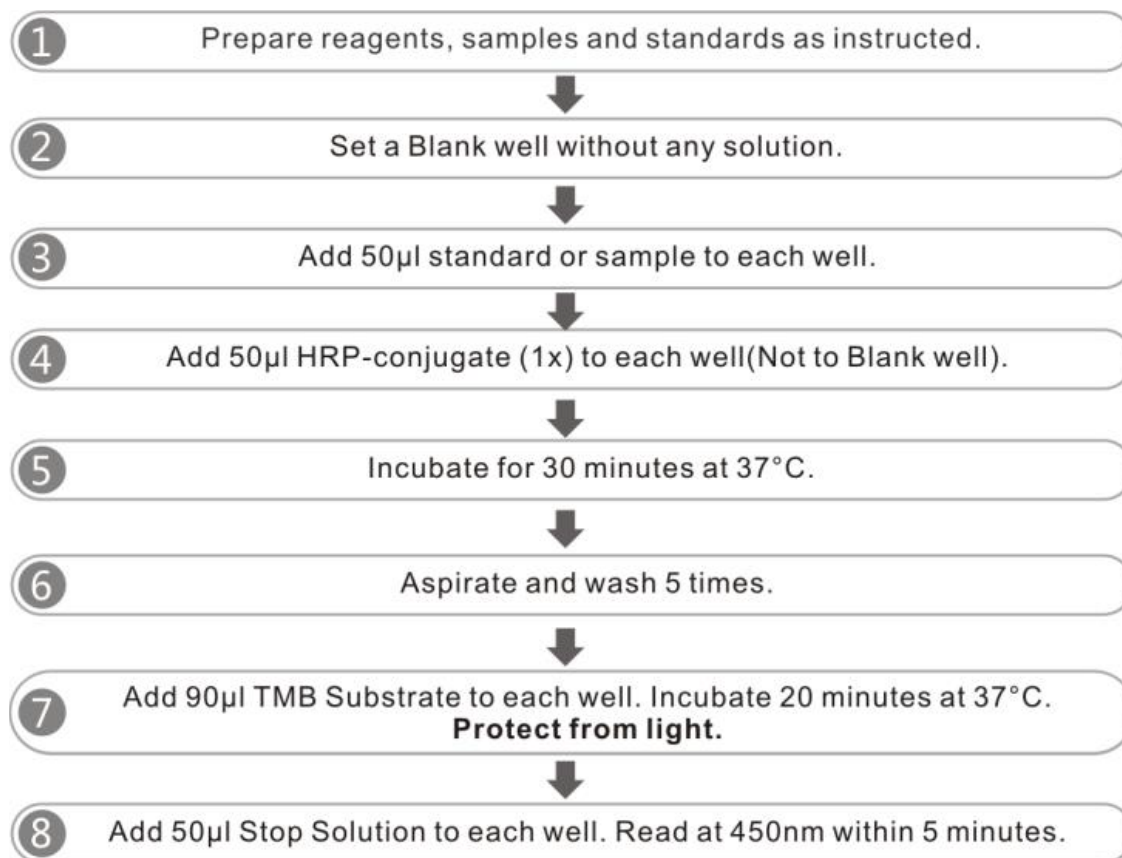 1 Prepare reagents, samples and standards as instructed.
2 Set a Blank well without any solution.
3 Add 50µl standard or sample to each well.
4 Add 50µl HRP-conjugate (1x) to each well(Not to Blank well).
5 Incubate for 30 minutes at 37°C.
6 Aspirate and wash 5 times.
7 Add 90µl TMB Substrate to each well. Incubate 20 minutes at 37°C.
Protect from light.
8 Add 50µl Stop Solution to each well. Read at 450nm within 5 minutes.